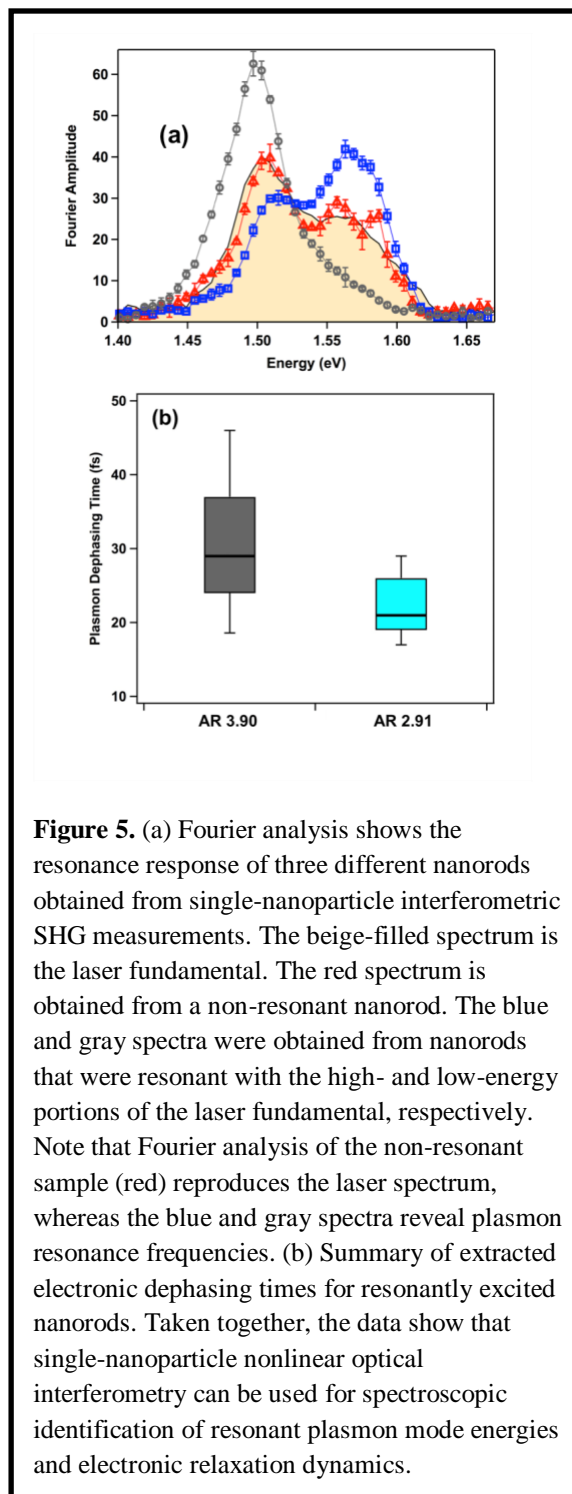 60
50
40
30
20
10
0
Fourier Amplitude
(a)
1.40
1.45
1.50
1.55
1.60
1.65
Energy (eV)
50
40
30
20
10
Plasmon Dephasing Time (fs)
(b)
AR 3.90
AR 2.91
Figure 5. (a) Fourier analysis shows the
resonance response of three different nanorods
obtained from single-nanoparticle interferometric
SHG measurements. The beige-filled spectrum is
the laser fundamental. The red spectrum is
obtained from a non-resonant nanorod. The blue
and gray spectra were obtained from nanorods
that were resonant with the high- and low-energy
portions of the laser fundamental, respectively.
Note that Fourier analysis of the non-resonant
sample (red) reproduces the laser spectrum,
whereas the blue and gray spectra reveal plasmon
resonance frequencies. (b) Summary of extracted
electronic dephasing times for resonantly excited
nanorods. Taken together, the data show that
single-nanoparticle nonlinear optical
interferometry can be used for spectroscopic
identification of resonant plasmon mode energies
and electronic relaxation dynamics.